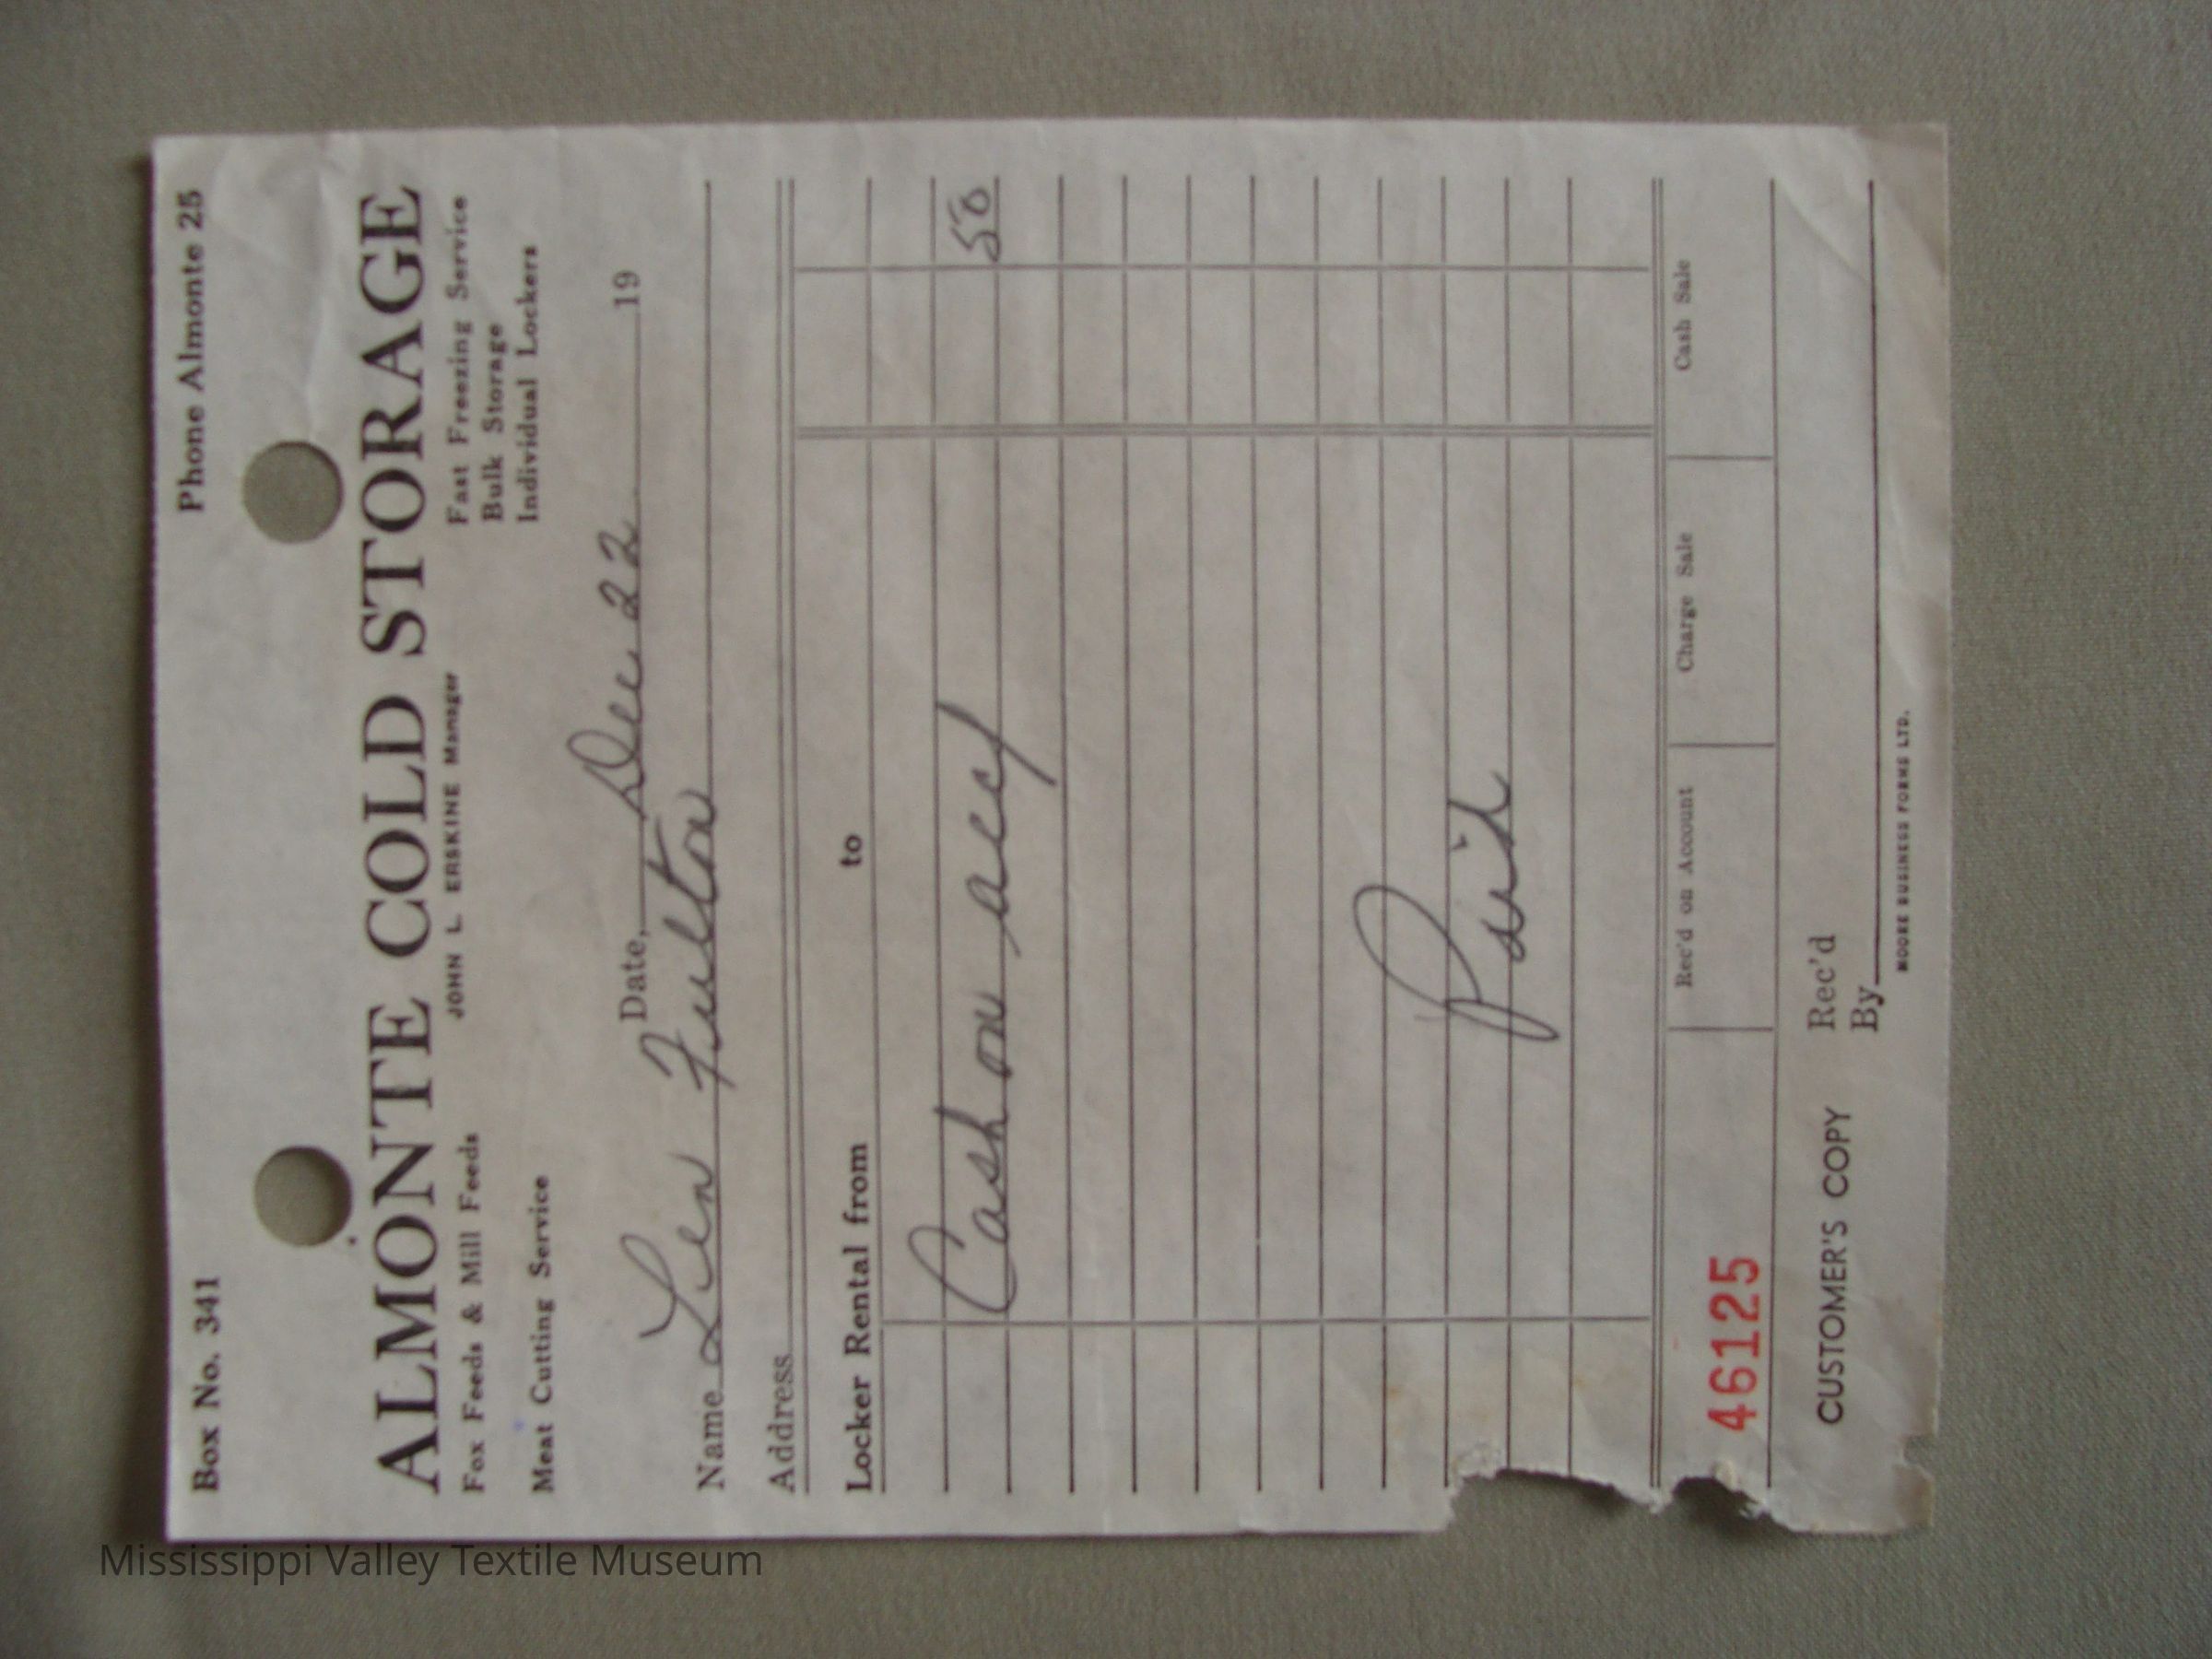 Box No. 341 Phone Almonte 25
ALMONTE COLD STORAGE
JOHN L. ERSKINE Manager
Fox Feeds & Mill Feeds Fast Freezing Service
Bulk Storage
Meat Cutting Service Individual Lockers
Date, Dec 22 19
Name Len Fulton
Address
Locker Rental from to
Cash on acct 50
Paid
46125 Rec'd on Account Charge Sale Cash Sale
CUSTOMER'S COPY Rec'd
By
MOORE BUSINESS FORMS LTD.
Mississippi Valley Textile Museum